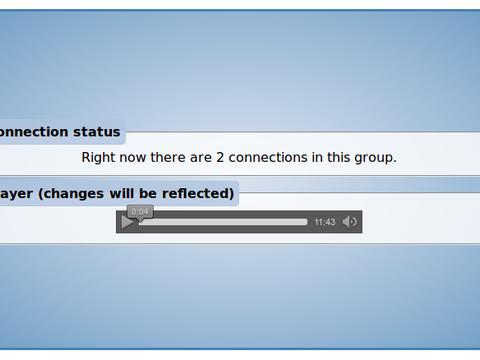 onnection status
Right now there are 2 connections in this group.
ayer (changes will be reflected)
0:04
11:43